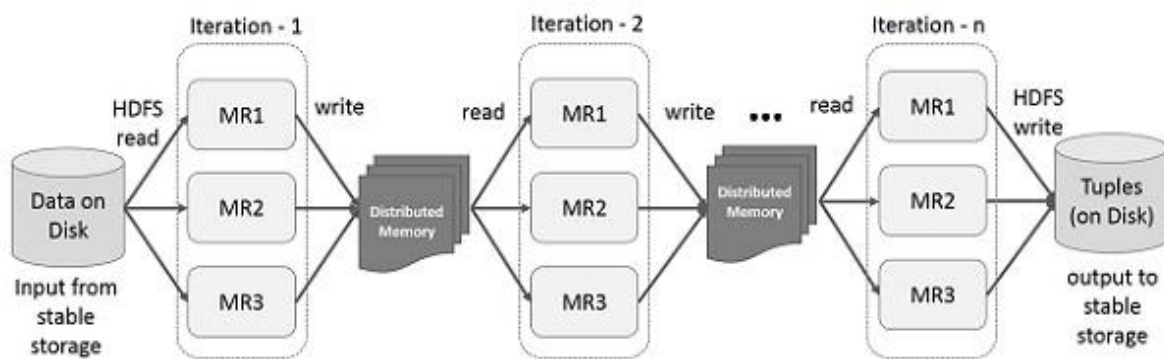 Iteration - 1
Iteration - 2
Iteration - n
HDFS
read
MR1
write
read
MR1
write
...
read
MR1
HDFS
write
Data on
Disk
MR2
Distributed
Memory
MR2
Distributed
Memory
MR2
Tuples
(on Disk)
Input from
stable
storage
MR3
MR3
MR3
output to
stable
storage